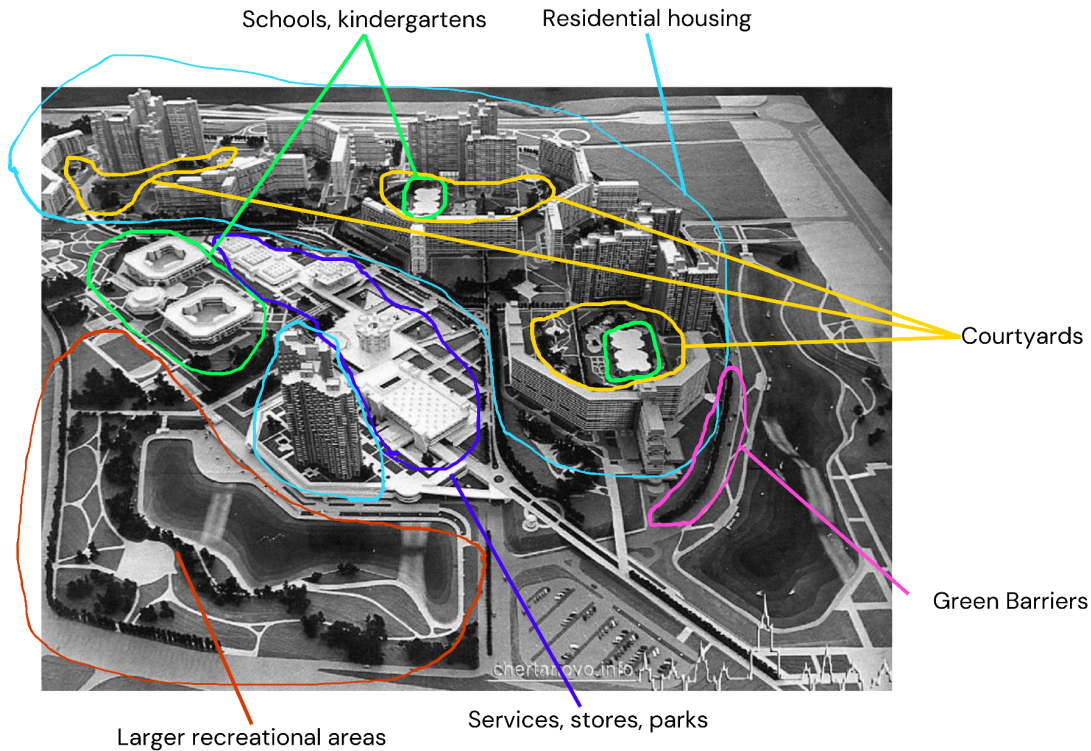 Schools, kindergartens
Residential housing
Courtyards
Green Barriers
chertanovo.info
Services, stores, parks
Larger recreational areas